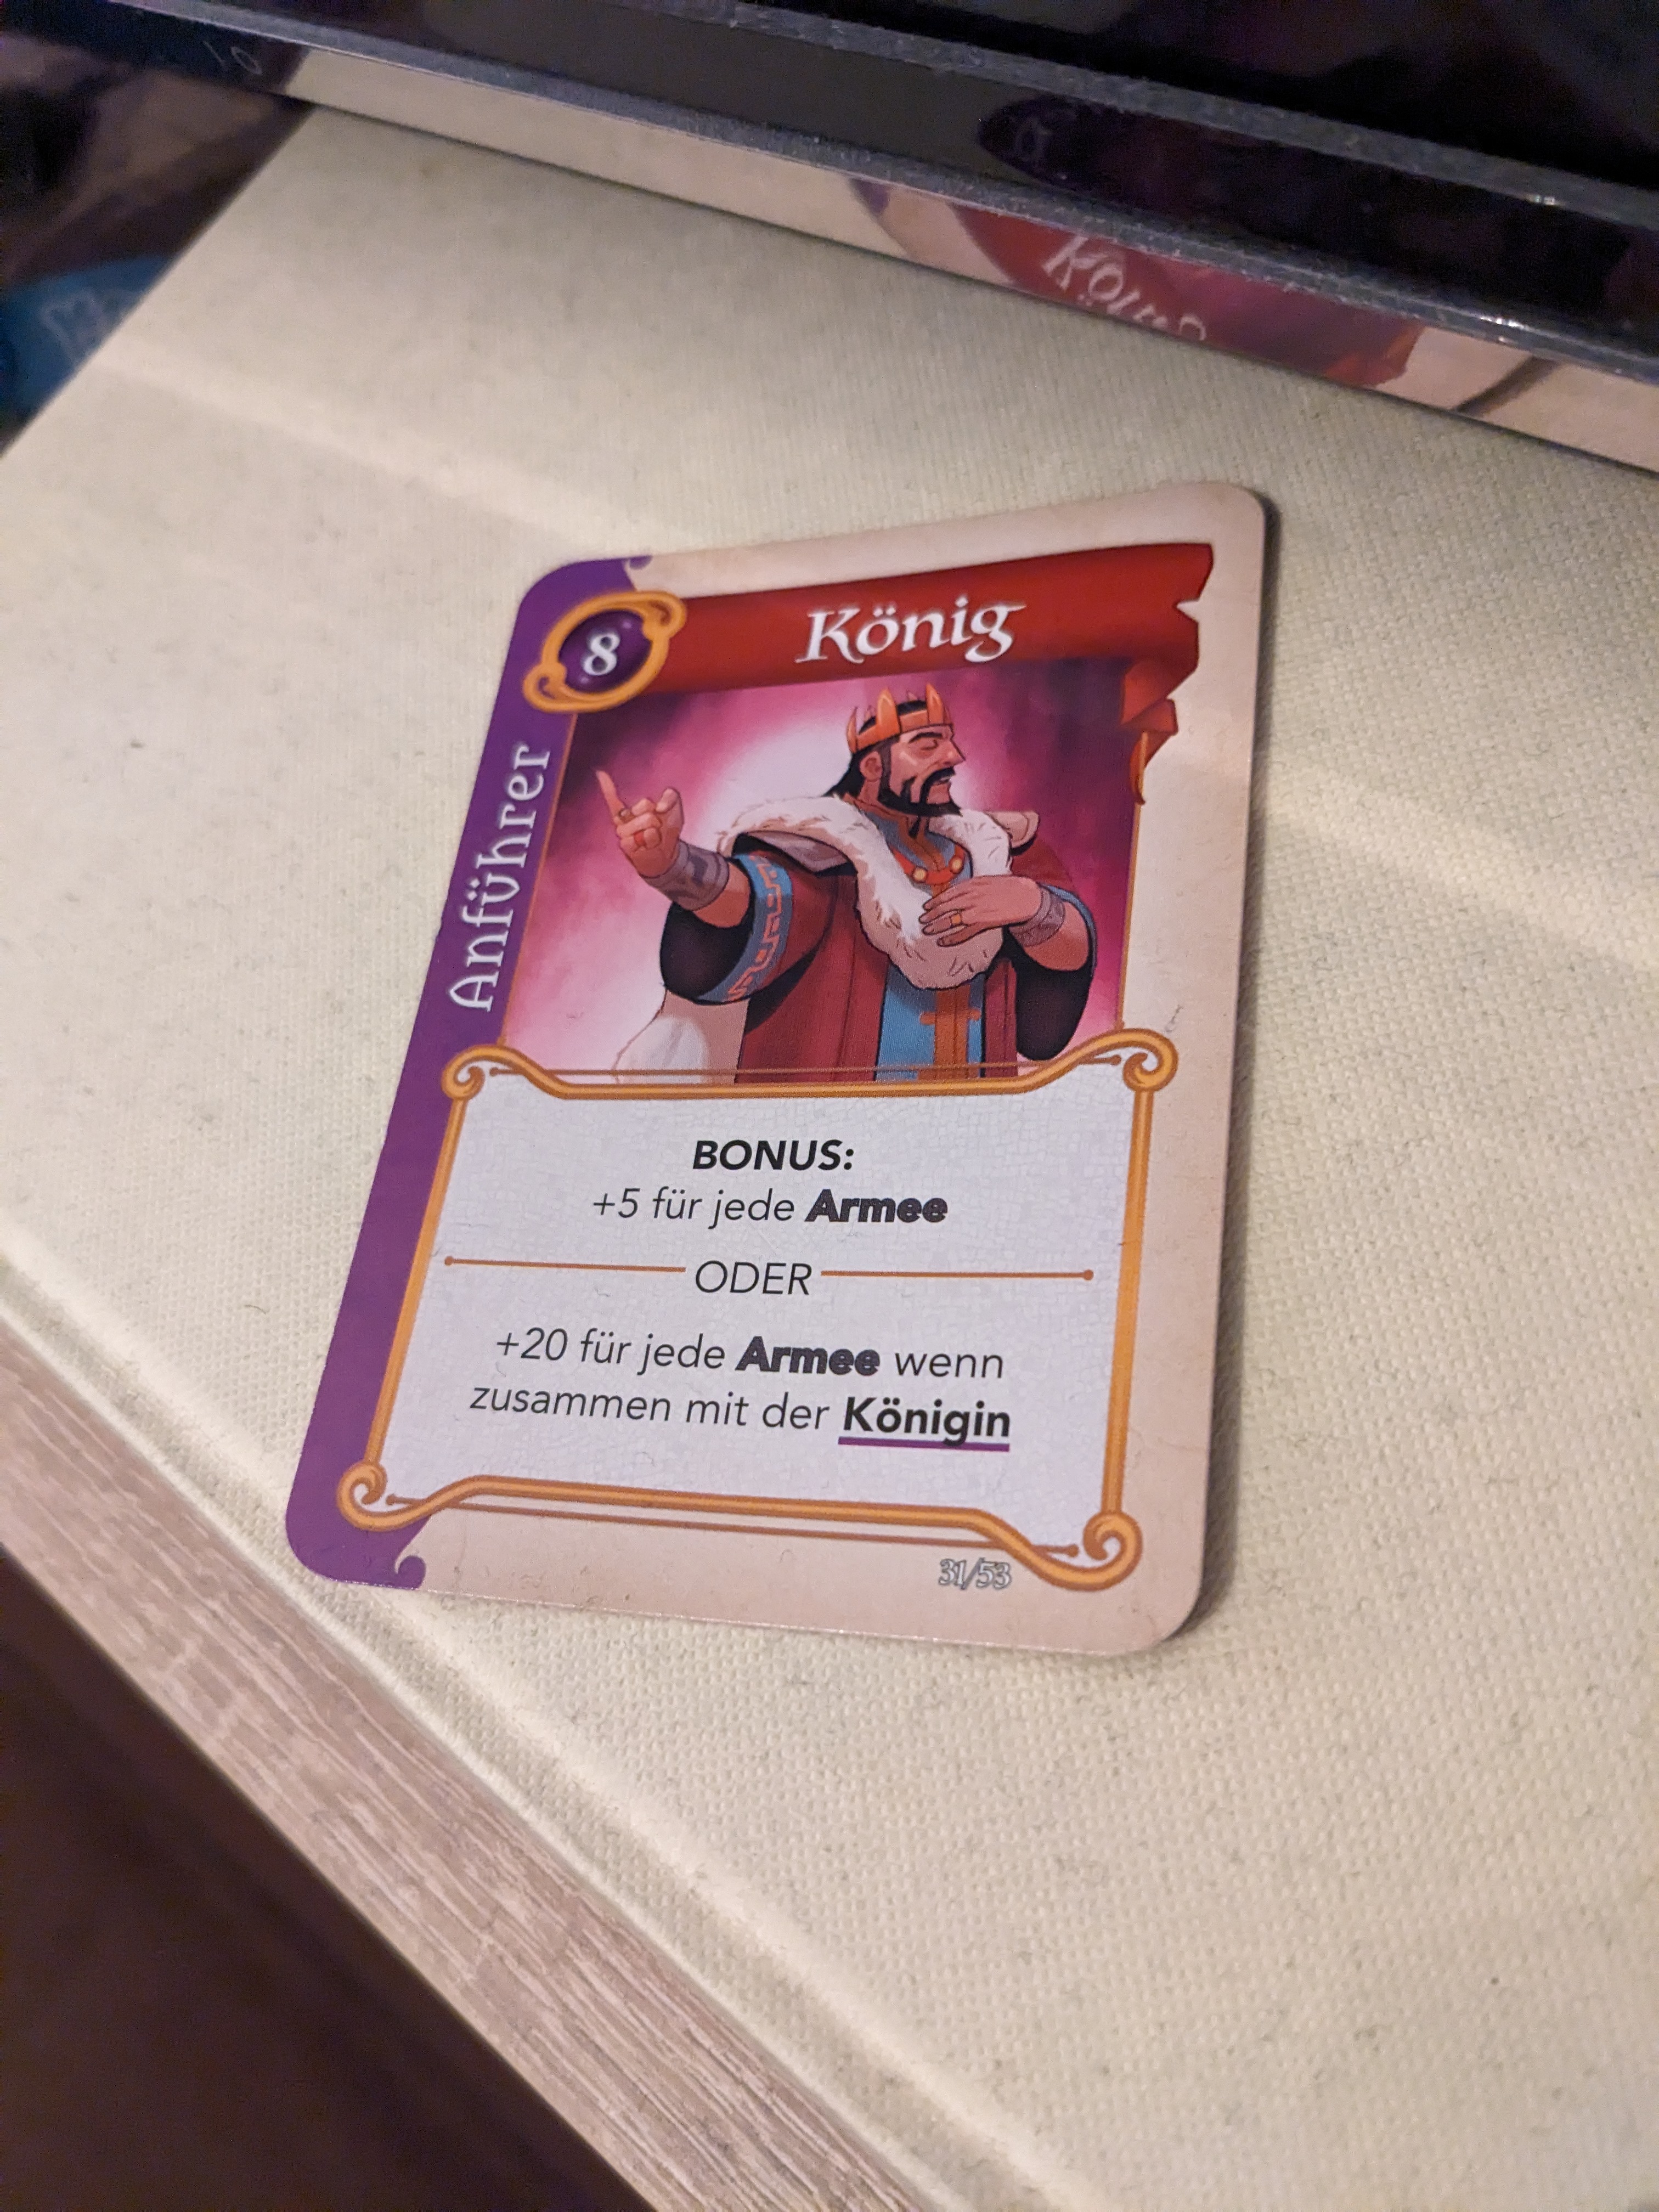 8
König
Anführer
BONUS:
+5 für jede Armee
ODER
+20 für jede Armee wenn
zusammen mit der Königin
31/53